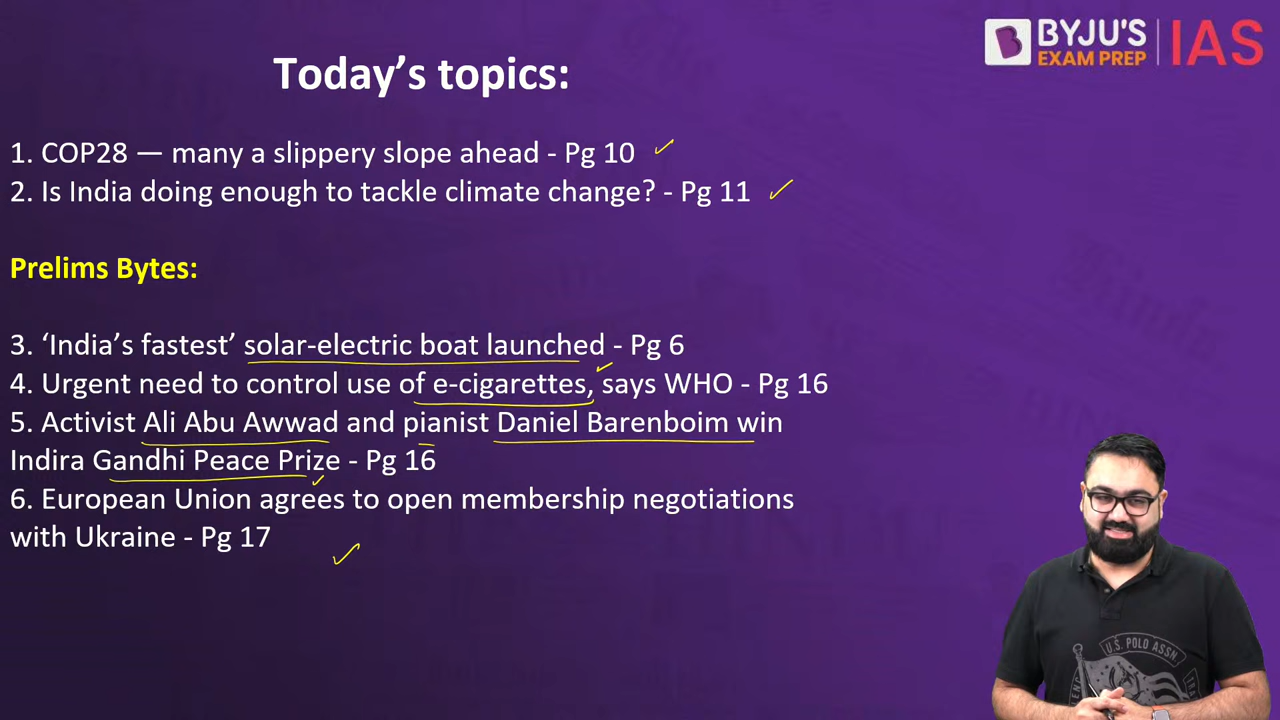 BYJU'S
EXAM PREP
IAS
Today's topics:
1. COP28 — many a slippery slope ahead - Pg 10
2. Is India doing enough to tackle climate change? - Pg 11
Prelims Bytes:
3. ‘India's fastest’ solar-electric boat launched - Pg 6
4. Urgent need to control use of e-cigarettes, says WHO - Pg 16
5. Activist Ali Abu Awwad and pianist Daniel Barenboim win
Indira Gandhi Peace Prize - Pg 16
6. European Union agrees to open membership negotiations
with Ukraine - Pg 17
U.S. POLO ASSN.